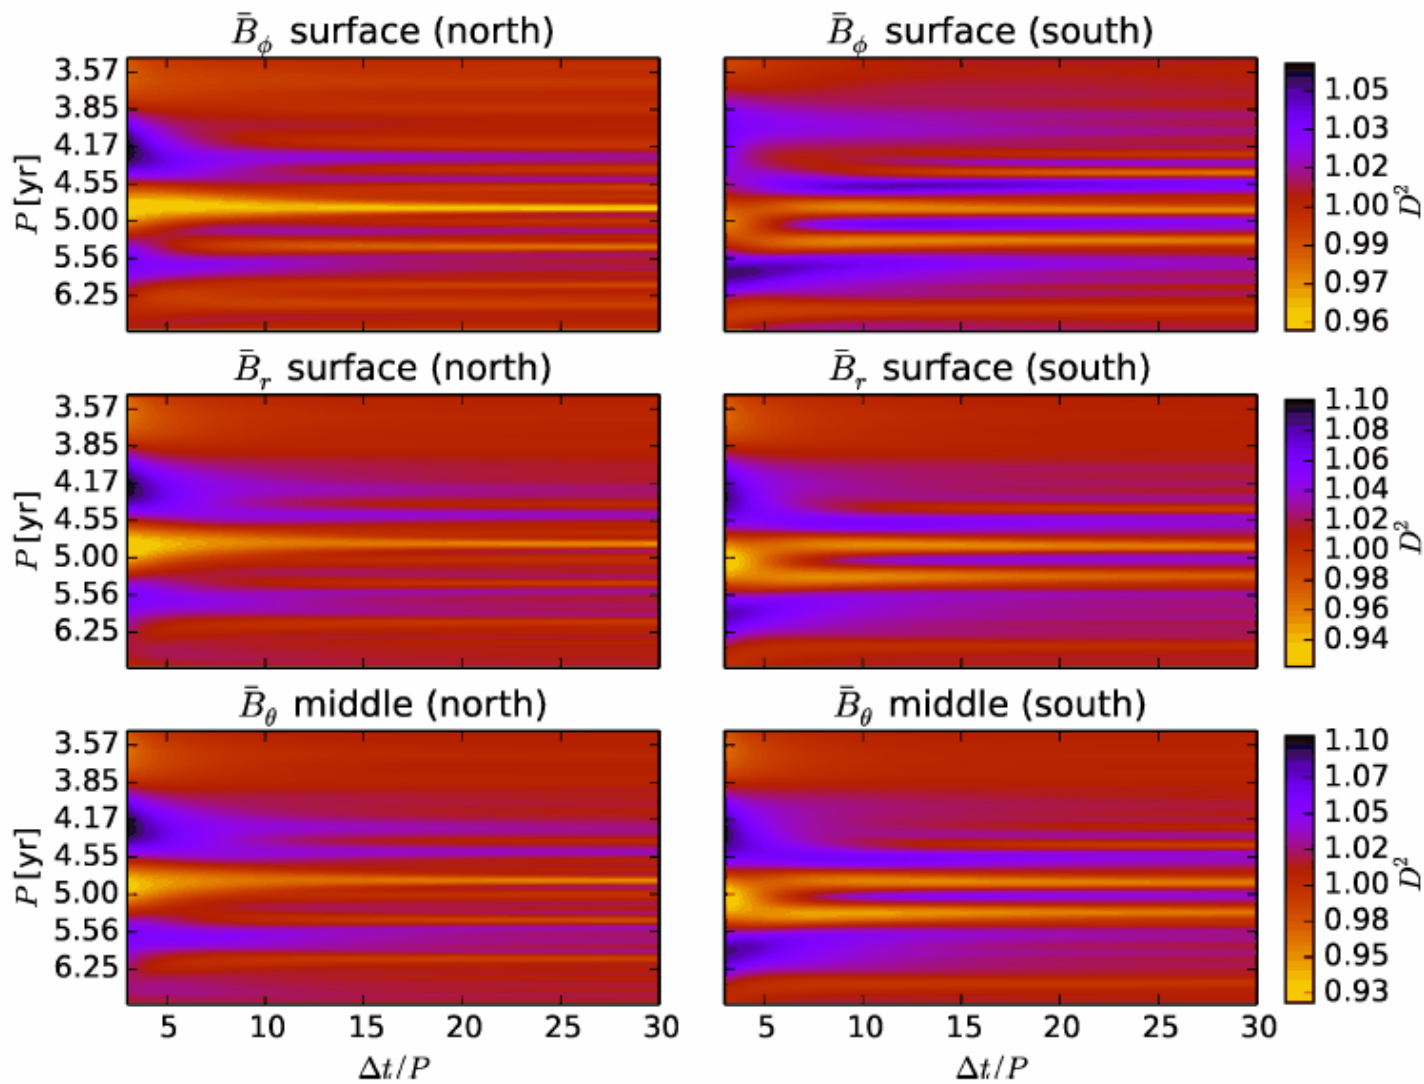 B̄_ϕ surface (north)
B̄_ϕ surface (south)
3.57
3.85
4.17
4.55
5.00
5.56
6.25
P [yr]
1.05
1.03
1.02
1.00
0.99
0.97
0.96
D²
B̄_r surface (north)
B̄_r surface (south)
3.57
3.85
4.17
4.55
5.00
5.56
6.25
P [yr]
1.10
1.08
1.06
1.04
1.02
1.00
0.98
0.96
0.94
D²
B̄_θ middle (north)
B̄_θ middle (south)
3.57
3.85
4.17
4.55
5.00
5.56
6.25
P [yr]
1.10
1.07
1.05
1.02
1.00
0.98
0.95
0.93
D²
5 10 15 20 25 30
5 10 15 20 25 30
Δt/P
Δt/P